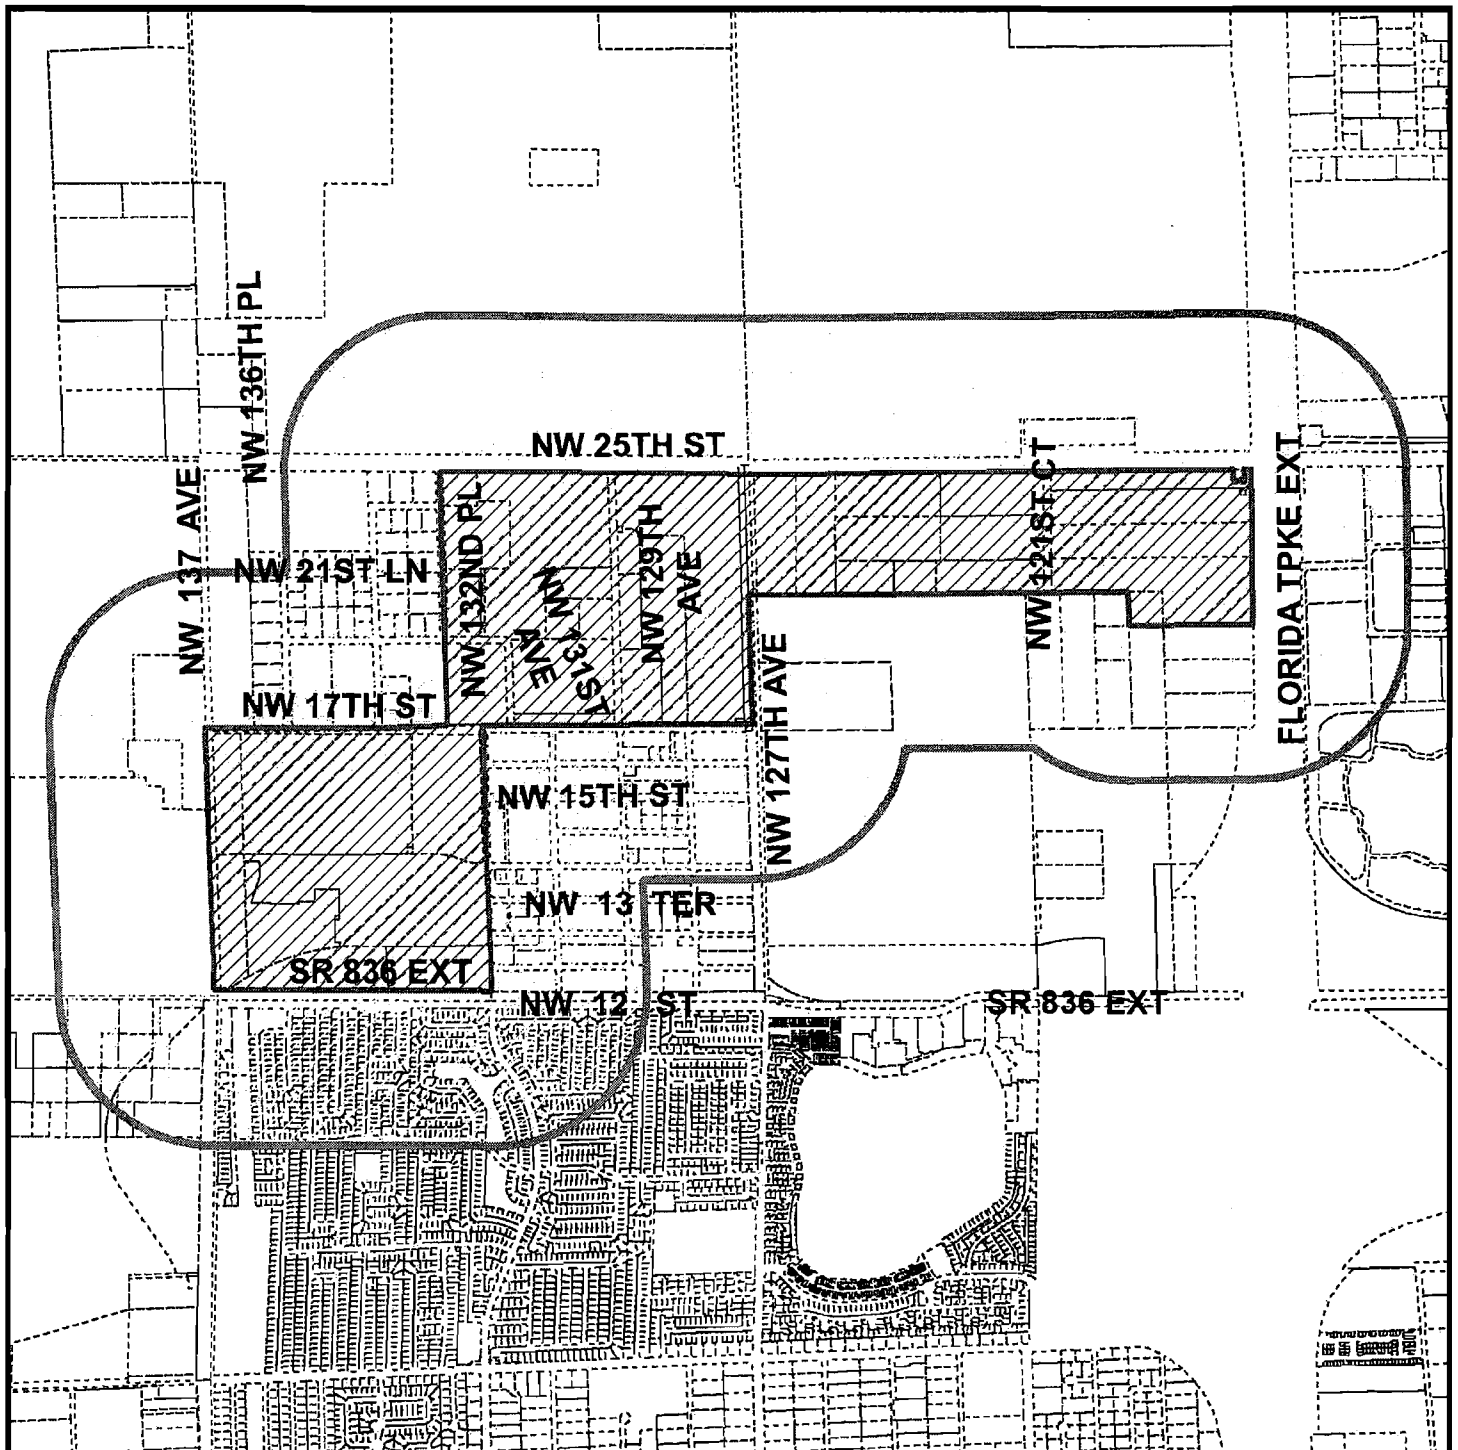 NW 136TH PL
NW 25TH ST
NW 137 AVE
NW 21ST LN
NW 132ND PL
NW 131ST
AVE
NW 129TH
AVE
NW 121ST CT
FLORIDA TPKE EXT
NW 17TH ST
NW 127TH AVE
NW 15TH ST
NW 13 TER
SR 836 EXT
NW 12 ST
SR 836 EXT